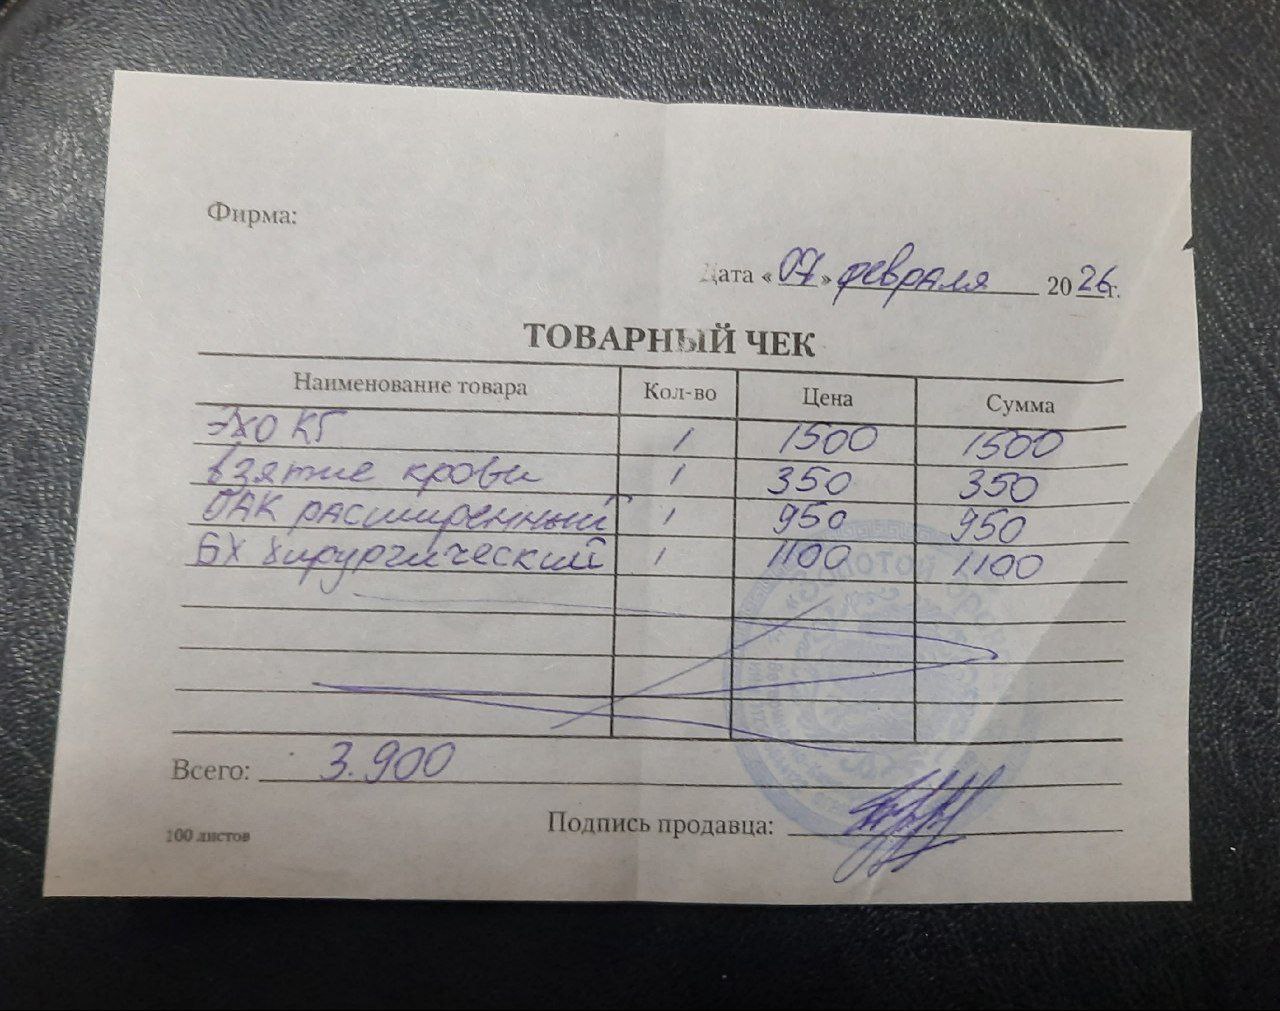 Фирма:
Дата «07» февраля 2026г.
ТОВАРНЫЙ ЧЕК
Наименование товара Кол-во Цена Сумма
ЭХО КГ 1 1500 1500
взятие крови 1 350 350
ОАК расширенный 1 950 950
БХ хирургический 1 1100 1100
Всего: 3.900
Подпись продавца:
100 листов